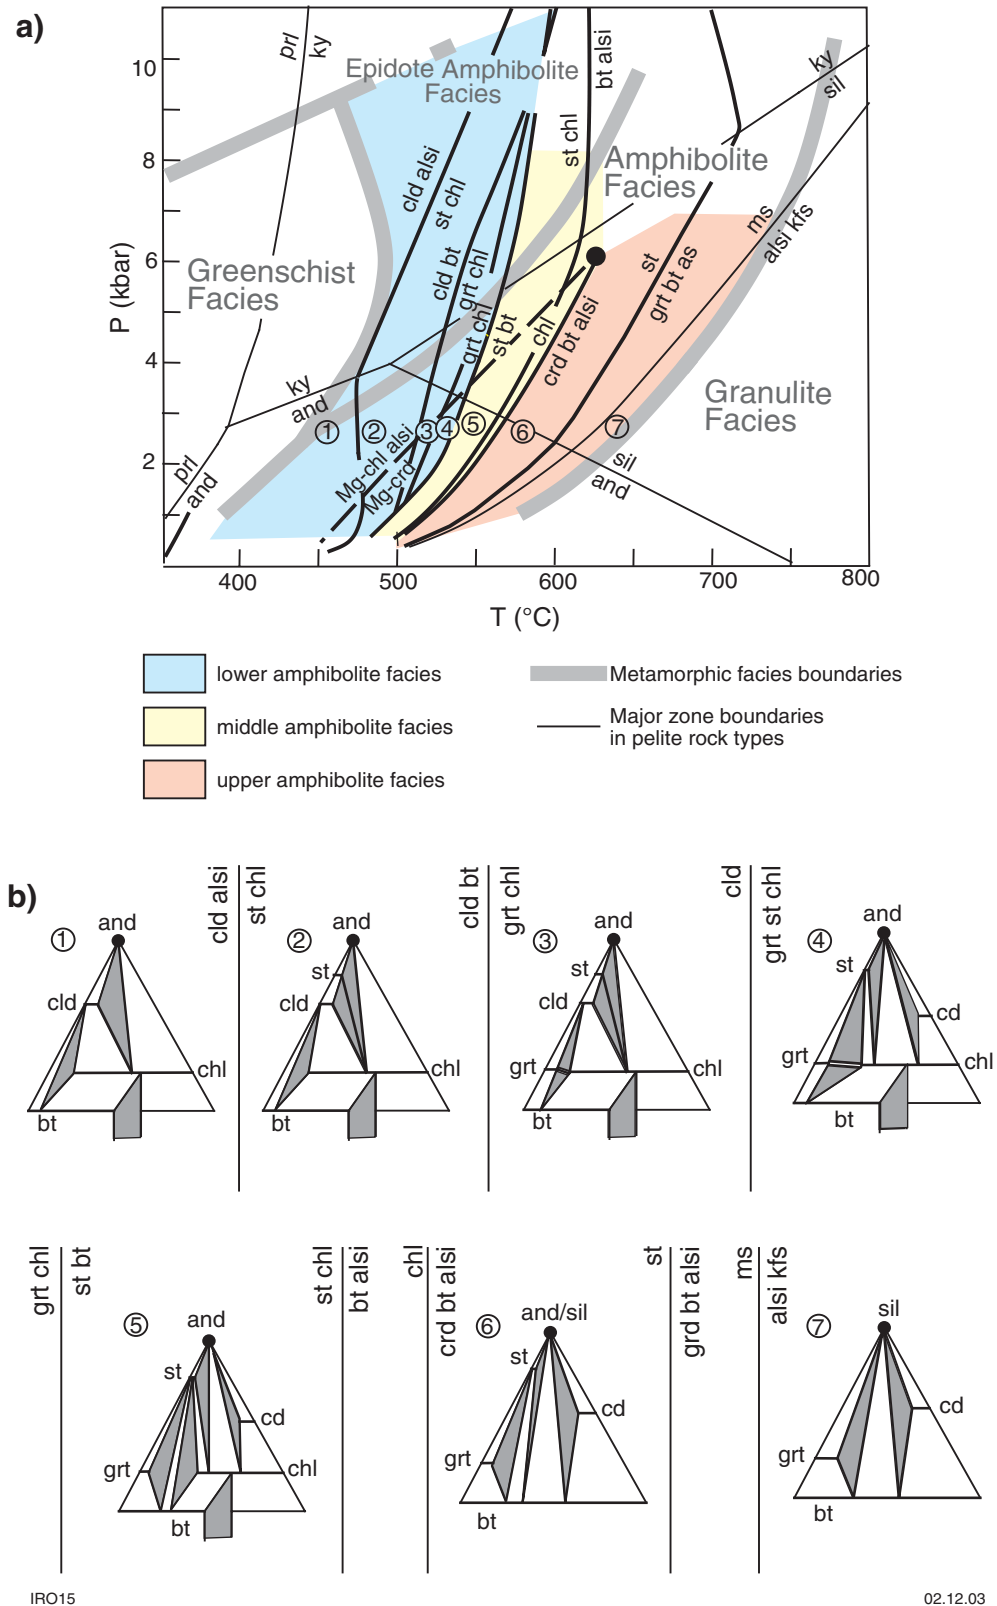 a)
P (kbar)
10
8
6
4
2
400
500
600
700
800
T (°C)
prl
ky
Epidote Amphibolite
Facies
bt alsi
st chl
ky
sil
Amphibolite
Facies
cld alsi
st chl
ms
alsi kfs
Greenschist
Facies
cld bt
grt chl
st
grt bt as
grt chl
st bt
chl
crd bt alsi
ky
and
Granulite
Facies
1
2
3
4
5
6
7
prl
and
Mg-chl alsi
Mg-crd
sil
and
lower amphibolite facies
middle amphibolite facies
upper amphibolite facies
Metamorphic facies boundaries
Major zone boundaries
in pelite rock types
b)
1
and
cld
chl
bt
cld alsi
st chl
2
and
st
cld
chl
bt
cld bt
grt chl
3
and
st
cld
grt
chl
bt
cld
grt st chl
4
and
st
cd
grt
chl
bt
grt chl
st bt
5
and
st
cd
grt
chl
bt
st chl
bt alsi
chl
crd bt alsi
6
and/sil
st
cd
grt
bt
st
grd bt alsi
ms
alsi kfs
7
sil
cd
grt
bt
IRO15
02.12.03